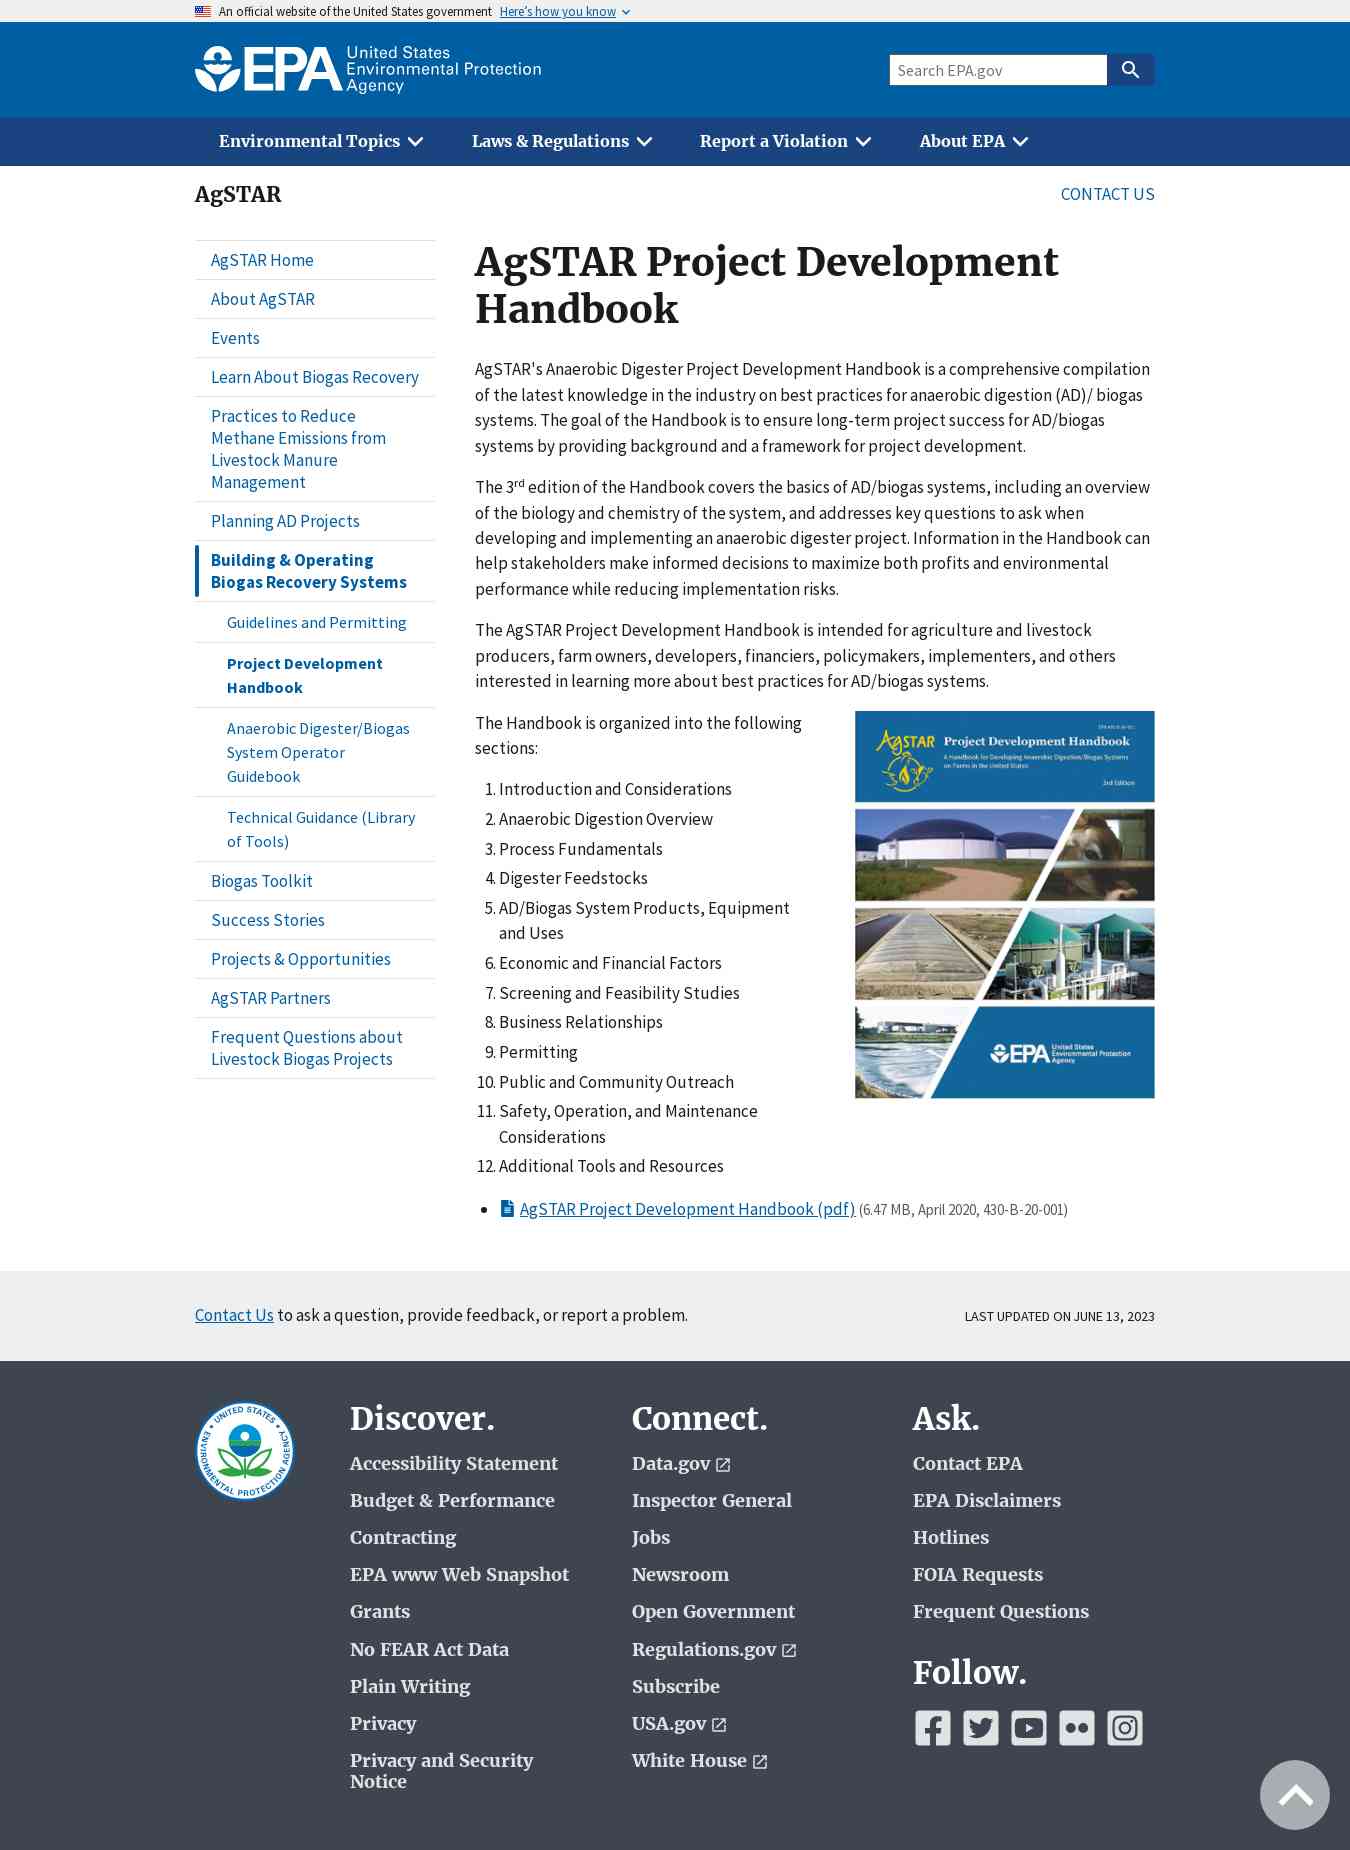 An official website of the United States government Here’s how you know
EPA United States
Environmental Protection
Agency
Search EPA.gov
Environmental Topics
Laws & Regulations
Report a Violation
About EPA
AgSTAR
CONTACT US
AgSTAR Home
About AgSTAR
Events
Learn About Biogas Recovery
Practices to Reduce
Methane Emissions from
Livestock Manure
Management
Planning AD Projects
Building & Operating
Biogas Recovery Systems
Guidelines and Permitting
Project Development
Handbook
Anaerobic Digester/Biogas
System Operator
Guidebook
Technical Guidance (Library
of Tools)
Biogas Toolkit
Success Stories
Projects & Opportunities
AgSTAR Partners
Frequent Questions about
Livestock Biogas Projects
AgSTAR Project Development
Handbook
AgSTAR's Anaerobic Digester Project Development Handbook is a comprehensive compilation
of the latest knowledge in the industry on best practices for anaerobic digestion (AD)/ biogas
systems. The goal of the Handbook is to ensure long-term project success for AD/biogas
systems by providing background and a framework for project development.
The 3rd edition of the Handbook covers the basics of AD/biogas systems, including an overview
of the biology and chemistry of the system, and addresses key questions to ask when
developing and implementing an anaerobic digester project. Information in the Handbook can
help stakeholders make informed decisions to maximize both profits and environmental
performance while reducing implementation risks.
The AgSTAR Project Development Handbook is intended for agriculture and livestock
producers, farm owners, developers, financiers, policymakers, implementers, and others
interested in learning more about best practices for AD/biogas systems.
The Handbook is organized into the following
sections:
1. Introduction and Considerations
2. Anaerobic Digestion Overview
3. Process Fundamentals
4. Digester Feedstocks
5. AD/Biogas System Products, Equipment
and Uses
6. Economic and Financial Factors
7. Screening and Feasibility Studies
8. Business Relationships
9. Permitting
10. Public and Community Outreach
11. Safety, Operation, and Maintenance
Considerations
12. Additional Tools and Resources
AgSTAR
Project Development Handbook
A Handbook for Developing Anaerobic Digestion/Biogas Systems
on Farms in the United States
3rd Edition
EPA United States
Environmental Protection
Agency
• AgSTAR Project Development Handbook (pdf) (6.47 MB, April 2020, 430-B-20-001)
Contact Us to ask a question, provide feedback, or report a problem.
LAST UPDATED ON JUNE 13, 2023
UNITED STATES
ENVIRONMENTAL PROTECTION AGENCY
Discover.
Accessibility Statement
Budget & Performance
Contracting
EPA www Web Snapshot
Grants
No FEAR Act Data
Plain Writing
Privacy
Privacy and Security
Notice
Connect.
Data.gov
Inspector General
Jobs
Newsroom
Open Government
Regulations.gov
Subscribe
USA.gov
White House
Ask.
Contact EPA
EPA Disclaimers
Hotlines
FOIA Requests
Frequent Questions
Follow.